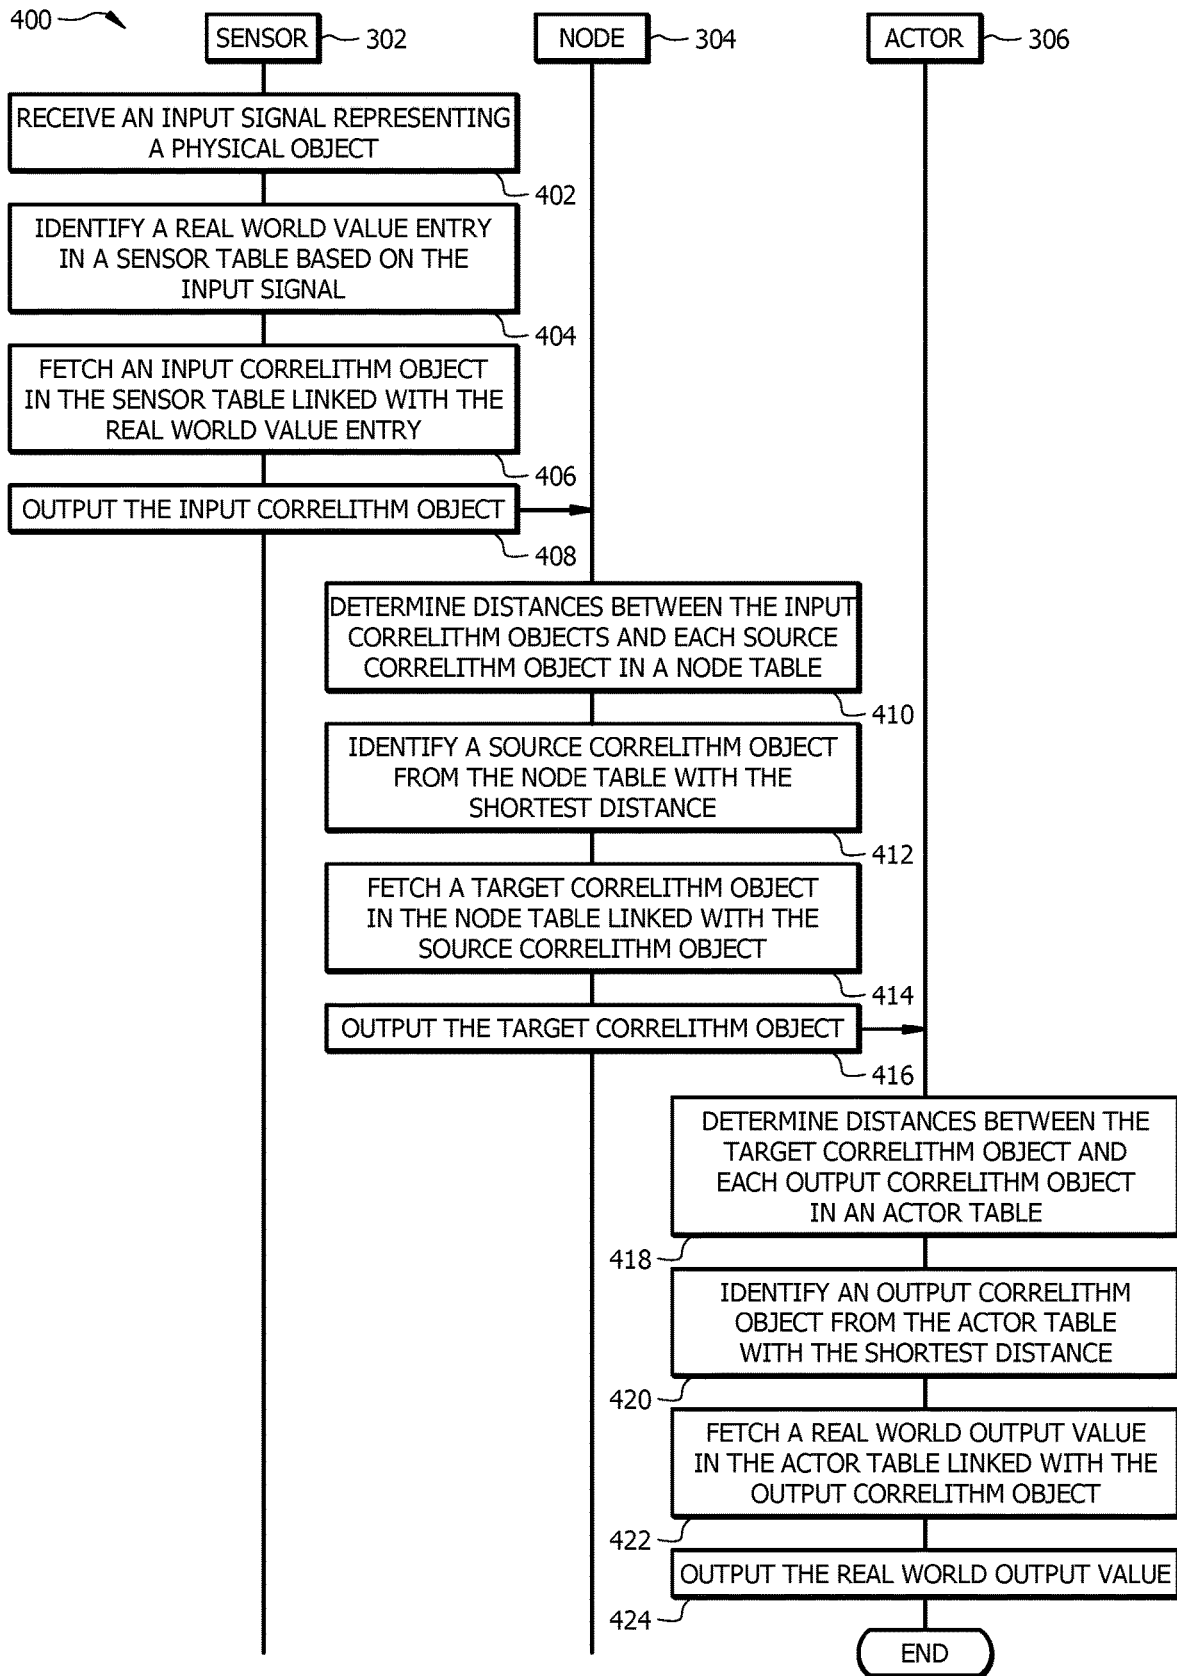 400
SENSOR
302
NODE
304
ACTOR
306
RECEIVE AN INPUT SIGNAL REPRESENTING
A PHYSICAL OBJECT
402
IDENTIFY A REAL WORLD VALUE ENTRY
IN A SENSOR TABLE BASED ON THE
INPUT SIGNAL
404
FETCH AN INPUT CORRELITHM OBJECT
IN THE SENSOR TABLE LINKED WITH THE
REAL WORLD VALUE ENTRY
406
OUTPUT THE INPUT CORRELITHM OBJECT
408
DETERMINE DISTANCES BETWEEN THE INPUT
CORRELITHM OBJECTS AND EACH SOURCE
CORRELITHM OBJECT IN A NODE TABLE
410
IDENTIFY A SOURCE CORRELITHM OBJECT
FROM THE NODE TABLE WITH THE
SHORTEST DISTANCE
412
FETCH A TARGET CORRELITHM OBJECT
IN THE NODE TABLE LINKED WITH THE
SOURCE CORRELITHM OBJECT
414
OUTPUT THE TARGET CORRELITHM OBJECT
416
DETERMINE DISTANCES BETWEEN THE
TARGET CORRELITHM OBJECT AND
EACH OUTPUT CORRELITHM OBJECT
IN AN ACTOR TABLE
418
IDENTIFY AN OUTPUT CORRELITHM
OBJECT FROM THE ACTOR TABLE
WITH THE SHORTEST DISTANCE
420
FETCH A REAL WORLD OUTPUT VALUE
IN THE ACTOR TABLE LINKED WITH THE
OUTPUT CORRELITHM OBJECT
422
OUTPUT THE REAL WORLD OUTPUT VALUE
424
END